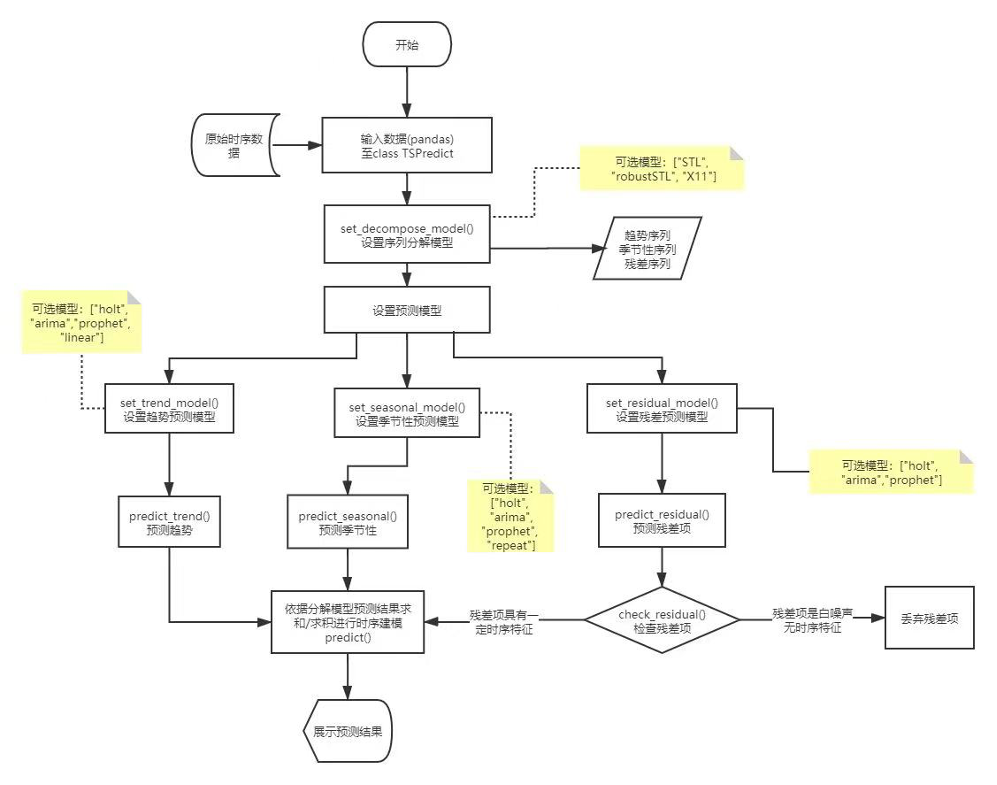 开始
原始时序数
据
输入数据(pandas)
至class TSPredict
可选模型：["STL",
"robustSTL", "X11"]
set_decompose_model()
设置序列分解模型
趋势序列
季节性序列
残差序列
设置预测模型
可选模型：["holt",
"arima","prophet",
"linear"]
set_trend_model()
设置趋势预测模型
set_seasonal_model()
设置季节性预测模型
set_residual_model()
设置残差预测模型
可选模型：["holt",
"arima","prophet"]
可选模型：
["holt",
"arima",
"prophet",
"repeat"]
predict_trend()
预测趋势
predict_seasonal()
预测季节性
predict_residual()
预测残差项
依据分解模型预测结果求
和/求积进行时序建模
predict()
残差项具有一
定时序特征
check_residual()
检查残差项
残差项是白噪声
无时序特征
丢弃残差项
展示预测结果